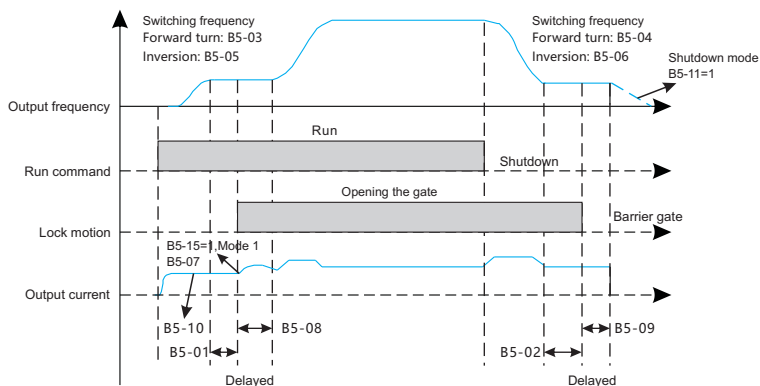 Switching frequency
Forward turn: B5-03
Inversion: B5-05
Switching frequency
Forward turn: B5-04
Inversion: B5-06
Shutdown mode
B5-11=1
Output frequency
Run
Run command
Shutdown
Opening the gate
Lock motion
Barrier gate
B5-15=1,Mode 1
B5-07
Output current
B5-10
B5-08
B5-09
B5-01
B5-02
Delayed
Delayed